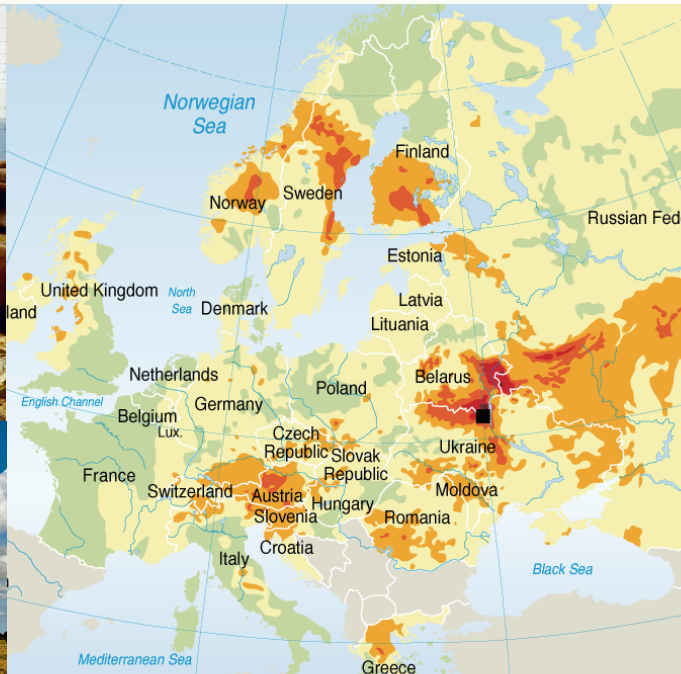 Norwegian
Sea
Finland
Sweden
Norway
Russian Fed
Estonia
United Kingdom
North
Sea
Denmark
Latvia
land
Lituania
Netherlands
Belarus
Poland
English Channel
Germany
Belgium
Lux.
Czech
Republic
Ukraine
Slovak
Republic
France
Switzerland
Austria
Moldova
Hungary
Slovenia
Romania
Croatia
Italy
Black Sea
Mediterranean Sea
Greece